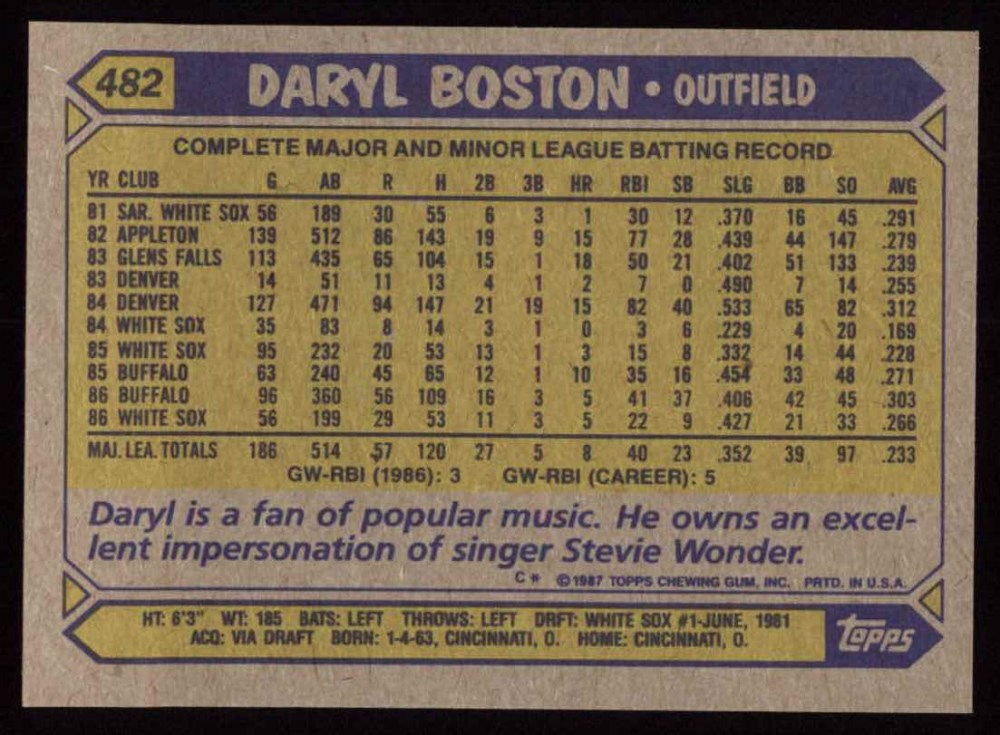 482 DARYL BOSTON • OUTFIELD
COMPLETE MAJOR AND MINOR LEAGUE BATTING RECORD
YR CLUB G AB R H 2B 3B HR RBI SB SLG BB SO AVG
81 SAR. WHITE SOX 56 189 30 55 6 3 1 30 12 .370 16 45 .291
82 APPLETON 139 512 86 143 19 9 15 77 28 .439 44 147 .279
83 GLENS FALLS 113 435 65 104 15 1 18 50 21 .402 51 133 .239
83 DENVER 14 51 11 13 4 1 2 7 0 .490 7 14 .255
84 DENVER 127 471 94 147 21 19 15 82 40 .533 65 82 .312
84 WHITE SOX 35 83 8 14 3 1 0 3 6 .229 4 20 .169
85 WHITE SOX 95 232 20 53 13 1 3 15 8 .332 14 44 .228
85 BUFFALO 63 240 45 65 12 1 10 35 16 .454 33 48 .271
86 BUFFALO 96 360 56 109 16 3 5 41 37 .406 42 45 .303
86 WHITE SOX 56 199 29 53 11 3 5 22 9 .427 21 33 .266
MAJ. LEA. TOTALS 186 514 57 120 27 5 8 40 23 .352 39 97 .233
GW-RBI (1986): 3 GW-RBI (CAREER): 5
Daryl is a fan of popular music. He owns an excel-
lent impersonation of singer Stevie Wonder.
C* © 1987 TOPPS CHEWING GUM, INC. PRTD. IN U.S.A.
HT: 6'3" WT: 185 BATS: LEFT THROWS: LEFT DRFT: WHITE SOX #1-JUNE, 1981
ACQ: VIA DRAFT BORN: 1-4-63, CINCINNATI, O. HOME: CINCINNATI, O.
topps